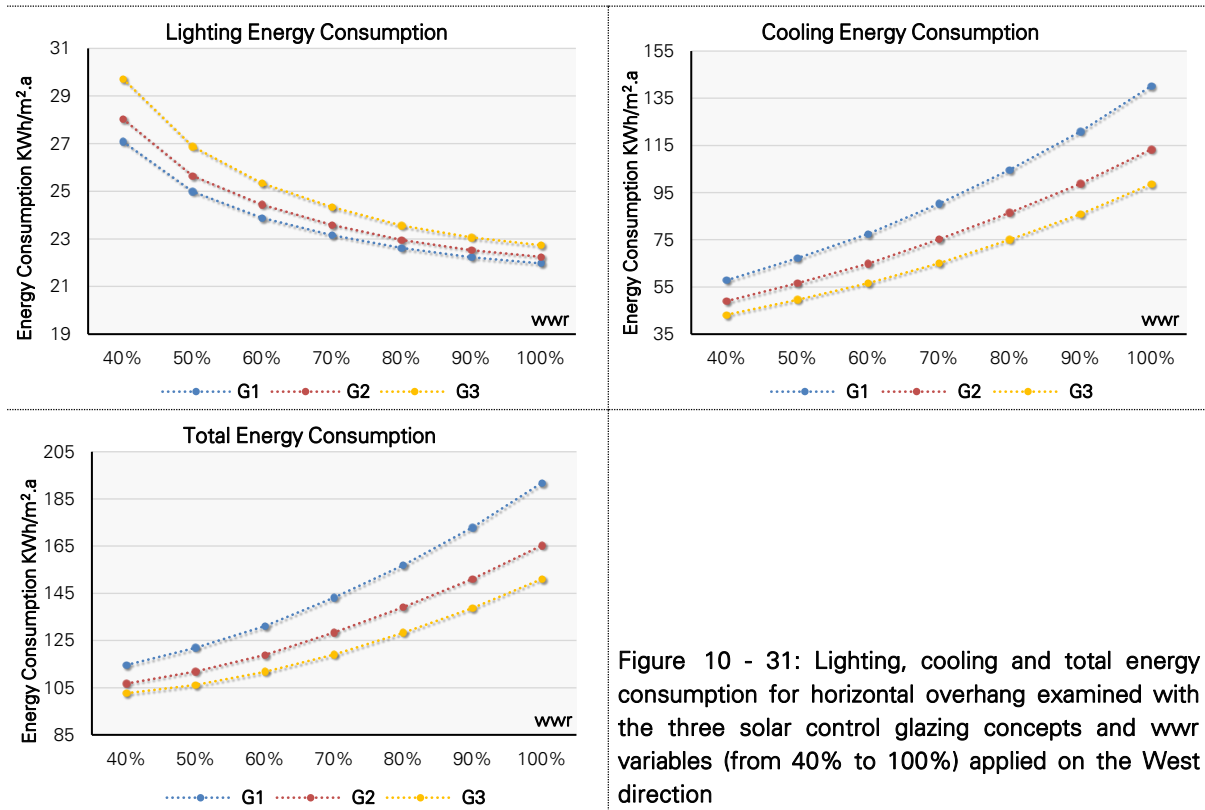 Lighting Energy Consumption
Energy Consumption KWh/m².a
31
29
27
25
23
21
19
wwr
40% 50% 60% 70% 80% 90% 100%
G1 G2 G3
Cooling Energy Consumption
Energy Consumption KWh/m².a
155
135
115
95
75
55
35
wwr
40% 50% 60% 70% 80% 90% 100%
G1 G2 G3
Total Energy Consumption
Energy Consumption KWh/m².a
205
185
165
145
125
105
85
wwr
40% 50% 60% 70% 80% 90% 100%
G1 G2 G3
Figure 10 - 31: Lighting, cooling and total energy
consumption for horizontal overhang examined with
the three solar control glazing concepts and wwr
variables (from 40% to 100%) applied on the West
direction